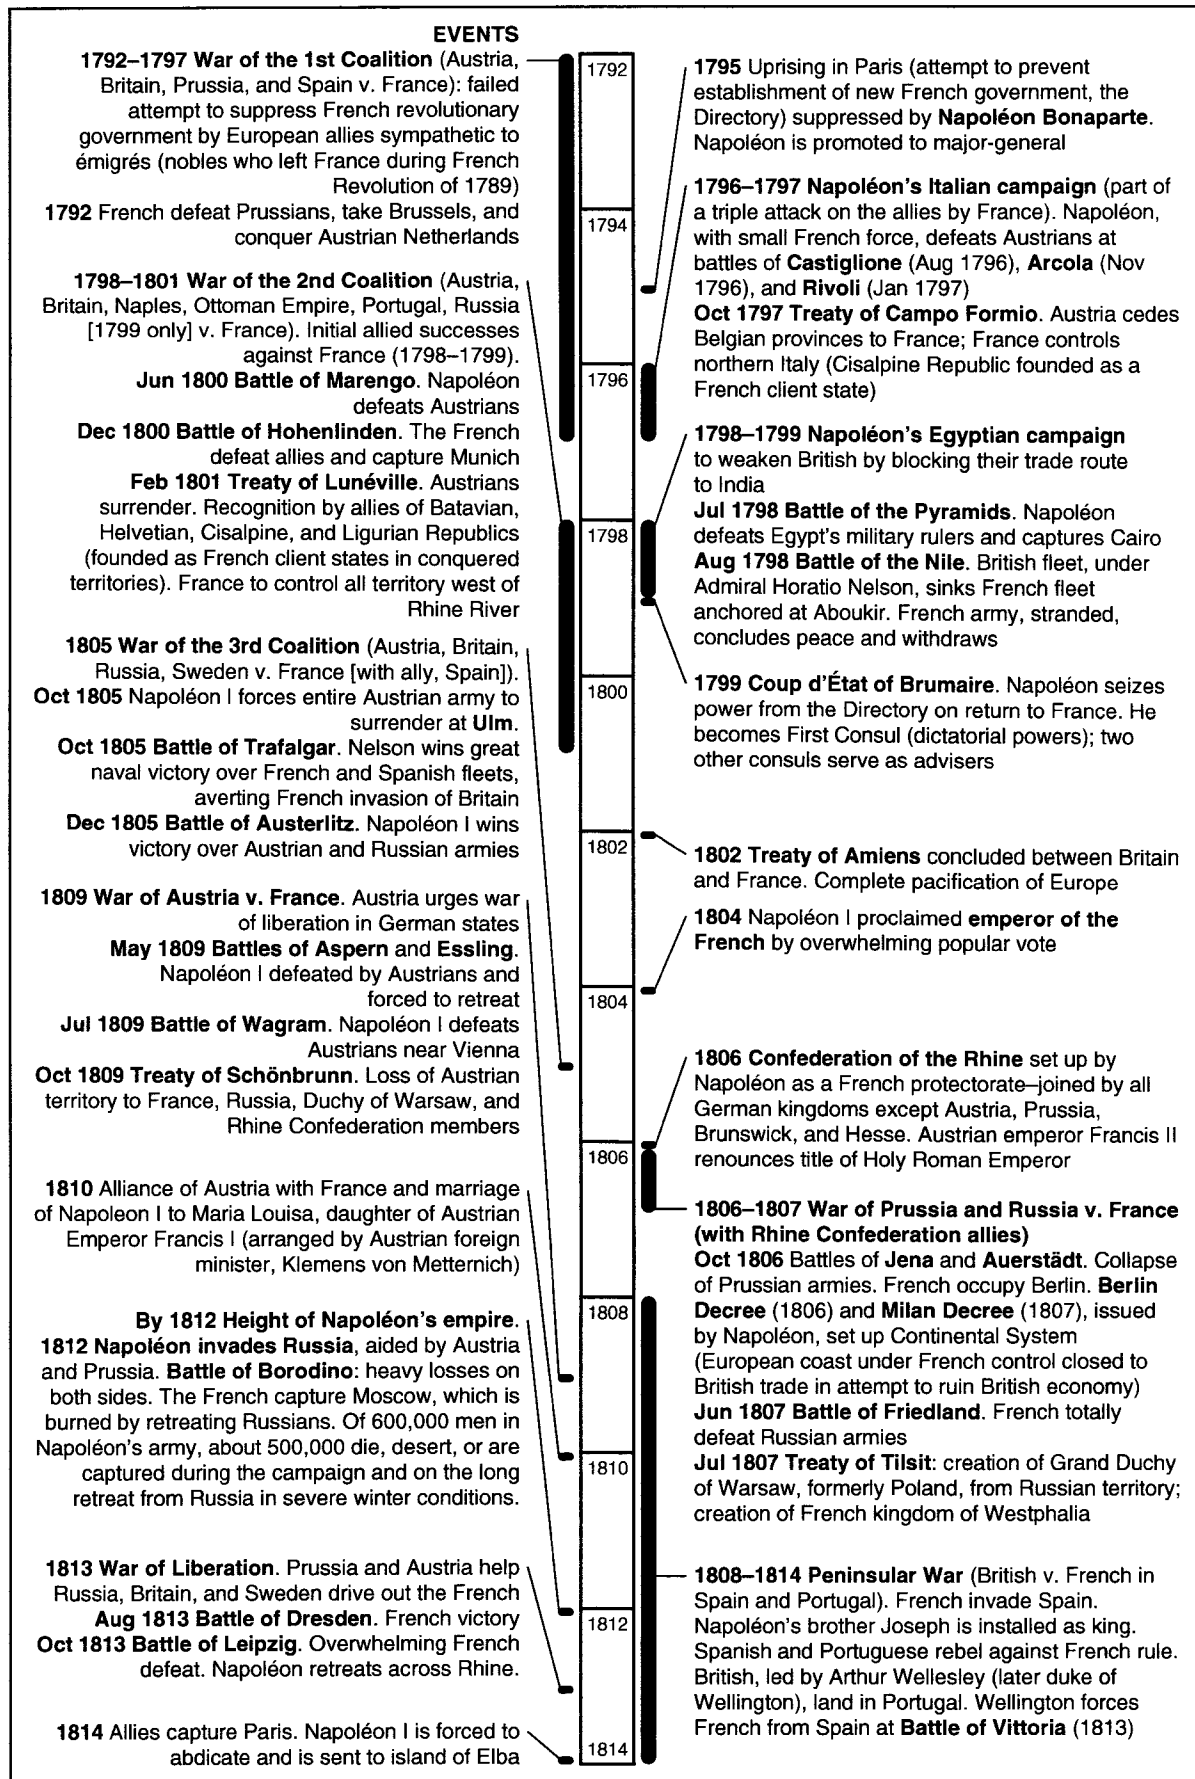 EVENTS
1792–1797 War of the 1st Coalition (Austria,
Britain, Prussia, and Spain v. France): failed
attempt to suppress French revolutionary
government by European allies sympathetic to
émigrés (nobles who left France during French
Revolution of 1789)
1792 French defeat Prussians, take Brussels, and
conquer Austrian Netherlands
1798–1801 War of the 2nd Coalition (Austria,
Britain, Naples, Ottoman Empire, Portugal, Russia
[1799 only] v. France). Initial allied successes
against France (1798–1799).
Jun 1800 Battle of Marengo. Napoléon
defeats Austrians
Dec 1800 Battle of Hohenlinden. The French
defeat allies and capture Munich
Feb 1801 Treaty of Lunéville. Austrians
surrender. Recognition by allies of Batavian,
Helvetian, Cisalpine, and Ligurian Republics
(founded as French client states in conquered
territories). France to control all territory west of
Rhine River
1805 War of the 3rd Coalition (Austria, Britain,
Russia, Sweden v. France [with ally, Spain]).
Oct 1805 Napoléon I forces entire Austrian army to
surrender at Ulm.
Oct 1805 Battle of Trafalgar. Nelson wins great
naval victory over French and Spanish fleets,
averting French invasion of Britain
Dec 1805 Battle of Austerlitz. Napoléon I wins
victory over Austrian and Russian armies
1809 War of Austria v. France. Austria urges war
of liberation in German states
May 1809 Battles of Aspern and Essling.
Napoléon I defeated by Austrians and
forced to retreat
Jul 1809 Battle of Wagram. Napoléon I defeats
Austrians near Vienna
Oct 1809 Treaty of Schönbrunn. Loss of Austrian
territory to France, Russia, Duchy of Warsaw, and
Rhine Confederation members
1810 Alliance of Austria with France and marriage
of Napoleon I to Maria Louisa, daughter of Austrian
Emperor Francis I (arranged by Austrian foreign
minister, Klemens von Metternich)
By 1812 Height of Napoléon's empire.
1812 Napoléon invades Russia, aided by Austria
and Prussia. Battle of Borodino: heavy losses on
both sides. The French capture Moscow, which is
burned by retreating Russians. Of 600,000 men in
Napoléon's army, about 500,000 die, desert, or are
captured during the campaign and on the long
retreat from Russia in severe winter conditions.
1813 War of Liberation. Prussia and Austria help
Russia, Britain, and Sweden drive out the French
Aug 1813 Battle of Dresden. French victory
Oct 1813 Battle of Leipzig. Overwhelming French
defeat. Napoléon retreats across Rhine.
1814 Allies capture Paris. Napoléon I is forced to
abdicate and is sent to island of Elba
1792
1794
1796
1798
1800
1802
1804
1806
1808
1810
1812
1814
1795 Uprising in Paris (attempt to prevent
establishment of new French government, the
Directory) suppressed by Napoléon Bonaparte.
Napoléon is promoted to major-general
1796–1797 Napoléon's Italian campaign (part of
a triple attack on the allies by France). Napoléon,
with small French force, defeats Austrians at
battles of Castiglione (Aug 1796), Arcola (Nov
1796), and Rivoli (Jan 1797)
Oct 1797 Treaty of Campo Formio. Austria cedes
Belgian provinces to France; France controls
northern Italy (Cisalpine Republic founded as a
French client state)
1798–1799 Napoléon's Egyptian campaign
to weaken British by blocking their trade route
to India
Jul 1798 Battle of the Pyramids. Napoléon
defeats Egypt's military rulers and captures Cairo
Aug 1798 Battle of the Nile. British fleet, under
Admiral Horatio Nelson, sinks French fleet
anchored at Aboukir. French army, stranded,
concludes peace and withdraws
1799 Coup d'État of Brumaire. Napoléon seizes
power from the Directory on return to France. He
becomes First Consul (dictatorial powers); two
other consuls serve as advisers
1802 Treaty of Amiens concluded between Britain
and France. Complete pacification of Europe
1804 Napoléon I proclaimed emperor of the
French by overwhelming popular vote
1806 Confederation of the Rhine set up by
Napoléon as a French protectorate–joined by all
German kingdoms except Austria, Prussia,
Brunswick, and Hesse. Austrian emperor Francis II
renounces title of Holy Roman Emperor
1806–1807 War of Prussia and Russia v. France
(with Rhine Confederation allies)
Oct 1806 Battles of Jena and Auerstädt. Collapse
of Prussian armies. French occupy Berlin. Berlin
Decree (1806) and Milan Decree (1807), issued
by Napoléon, set up Continental System
(European coast under French control closed to
British trade in attempt to ruin British economy)
Jun 1807 Battle of Friedland. French totally
defeat Russian armies
Jul 1807 Treaty of Tilsit: creation of Grand Duchy
of Warsaw, formerly Poland, from Russian territory;
creation of French kingdom of Westphalia
1808–1814 Peninsular War (British v. French in
Spain and Portugal). French invade Spain.
Napoléon's brother Joseph is installed as king.
Spanish and Portuguese rebel against French rule.
British, led by Arthur Wellesley (later duke of
Wellington), land in Portugal. Wellington forces
French from Spain at Battle of Vittoria (1813)